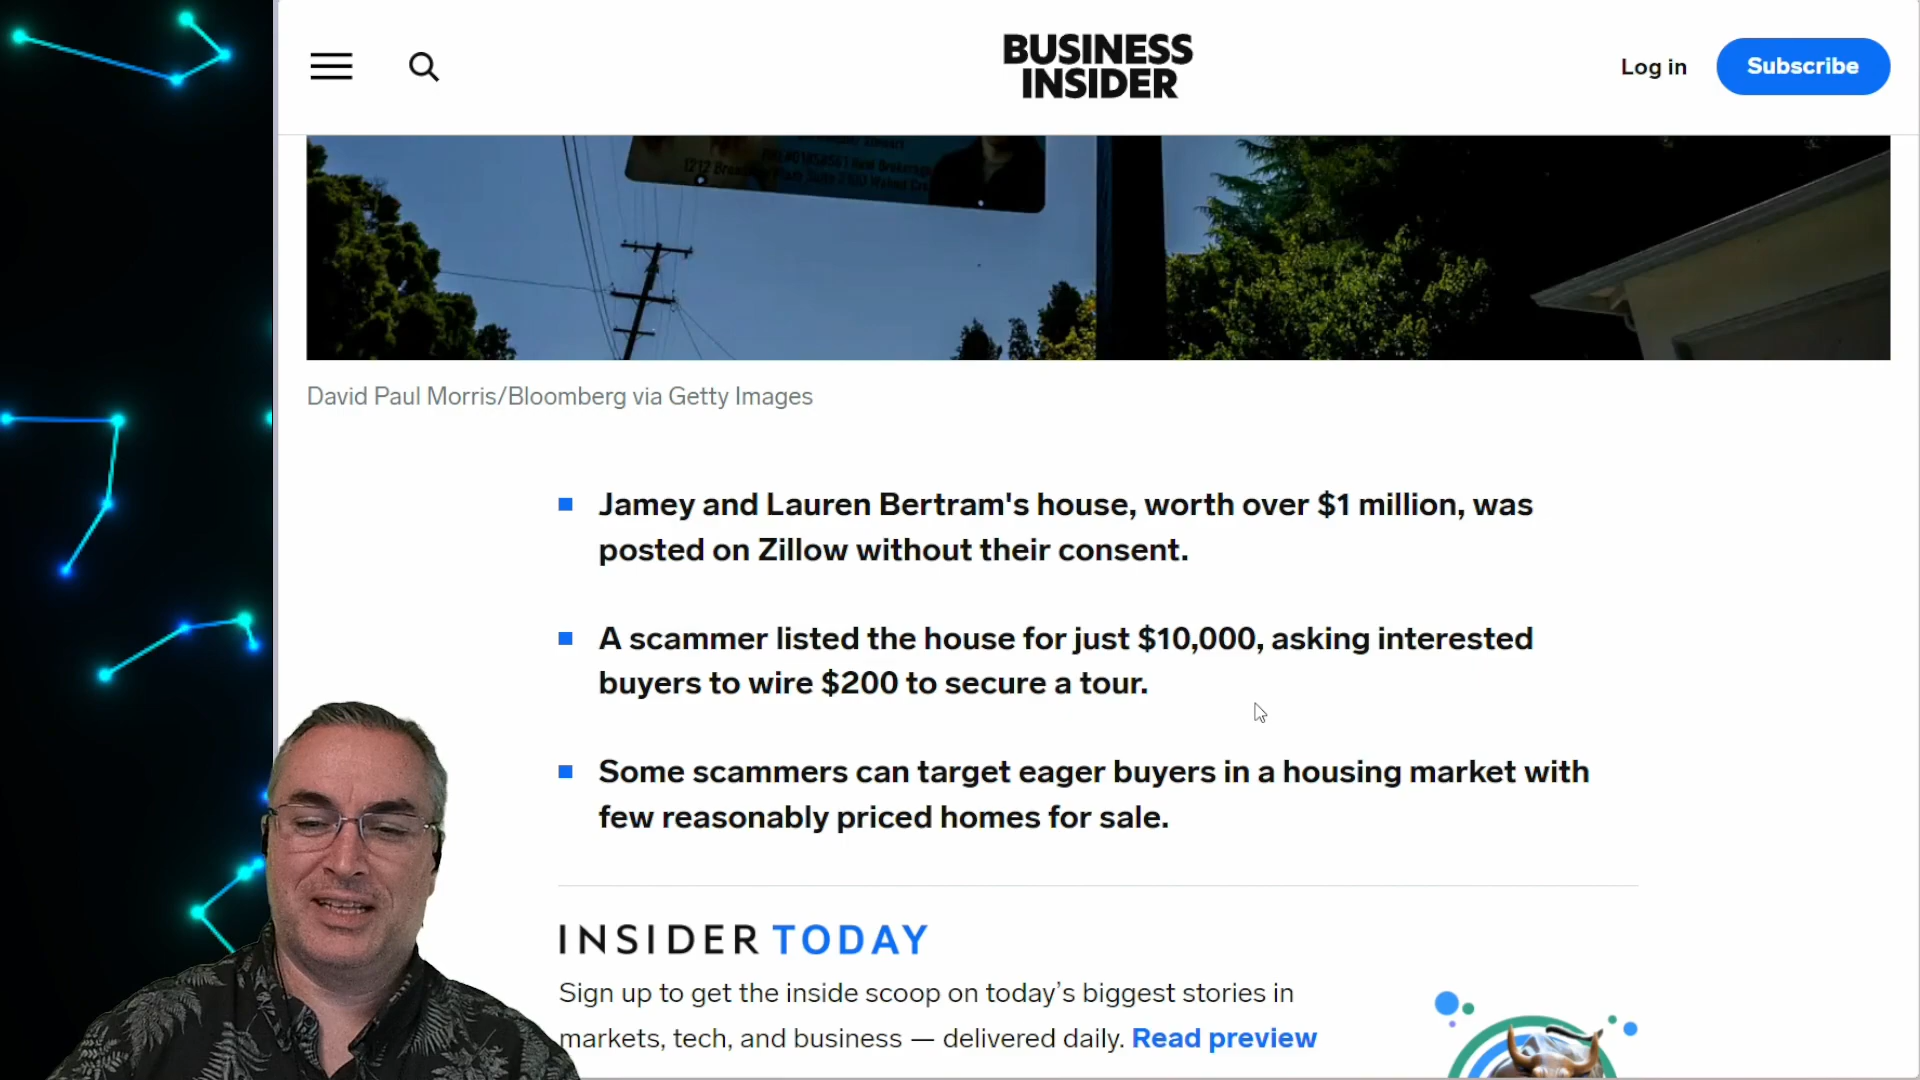 BUSINESS
INSIDER
Log in
Subscribe
David Paul Morris/Bloomberg via Getty Images
Jamey and Lauren Bertram's house, worth over $1 million, was
posted on Zillow without their consent.
A scammer listed the house for just $10,000, asking interested
buyers to wire $200 to secure a tour.
Some scammers can target eager buyers in a housing market with
few reasonably priced homes for sale.
INSIDER TODAY
Sign up to get the inside scoop on today’s biggest stories in
markets, tech, and business — delivered daily. Read preview